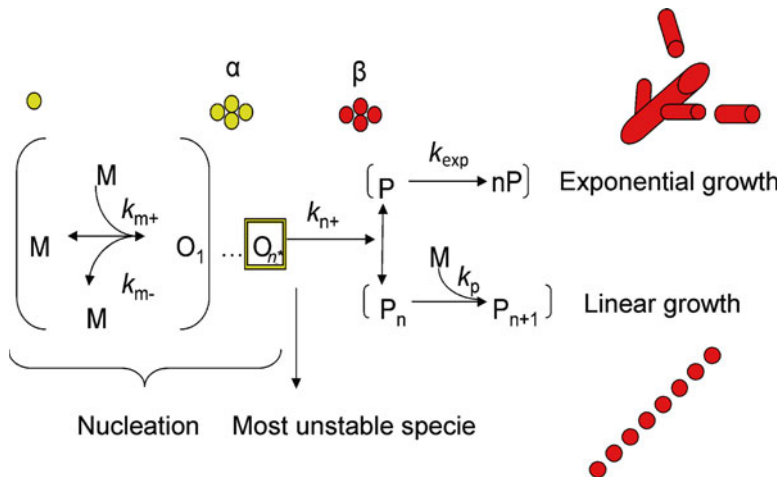 α β
M
k_m+
M O_1 ... O_n*
k_m-
M
k_n+
[ P k_exp nP ] Exponential growth
M
k_p
[ P_n P_n+1 ] Linear growth
Nucleation Most unstable specie